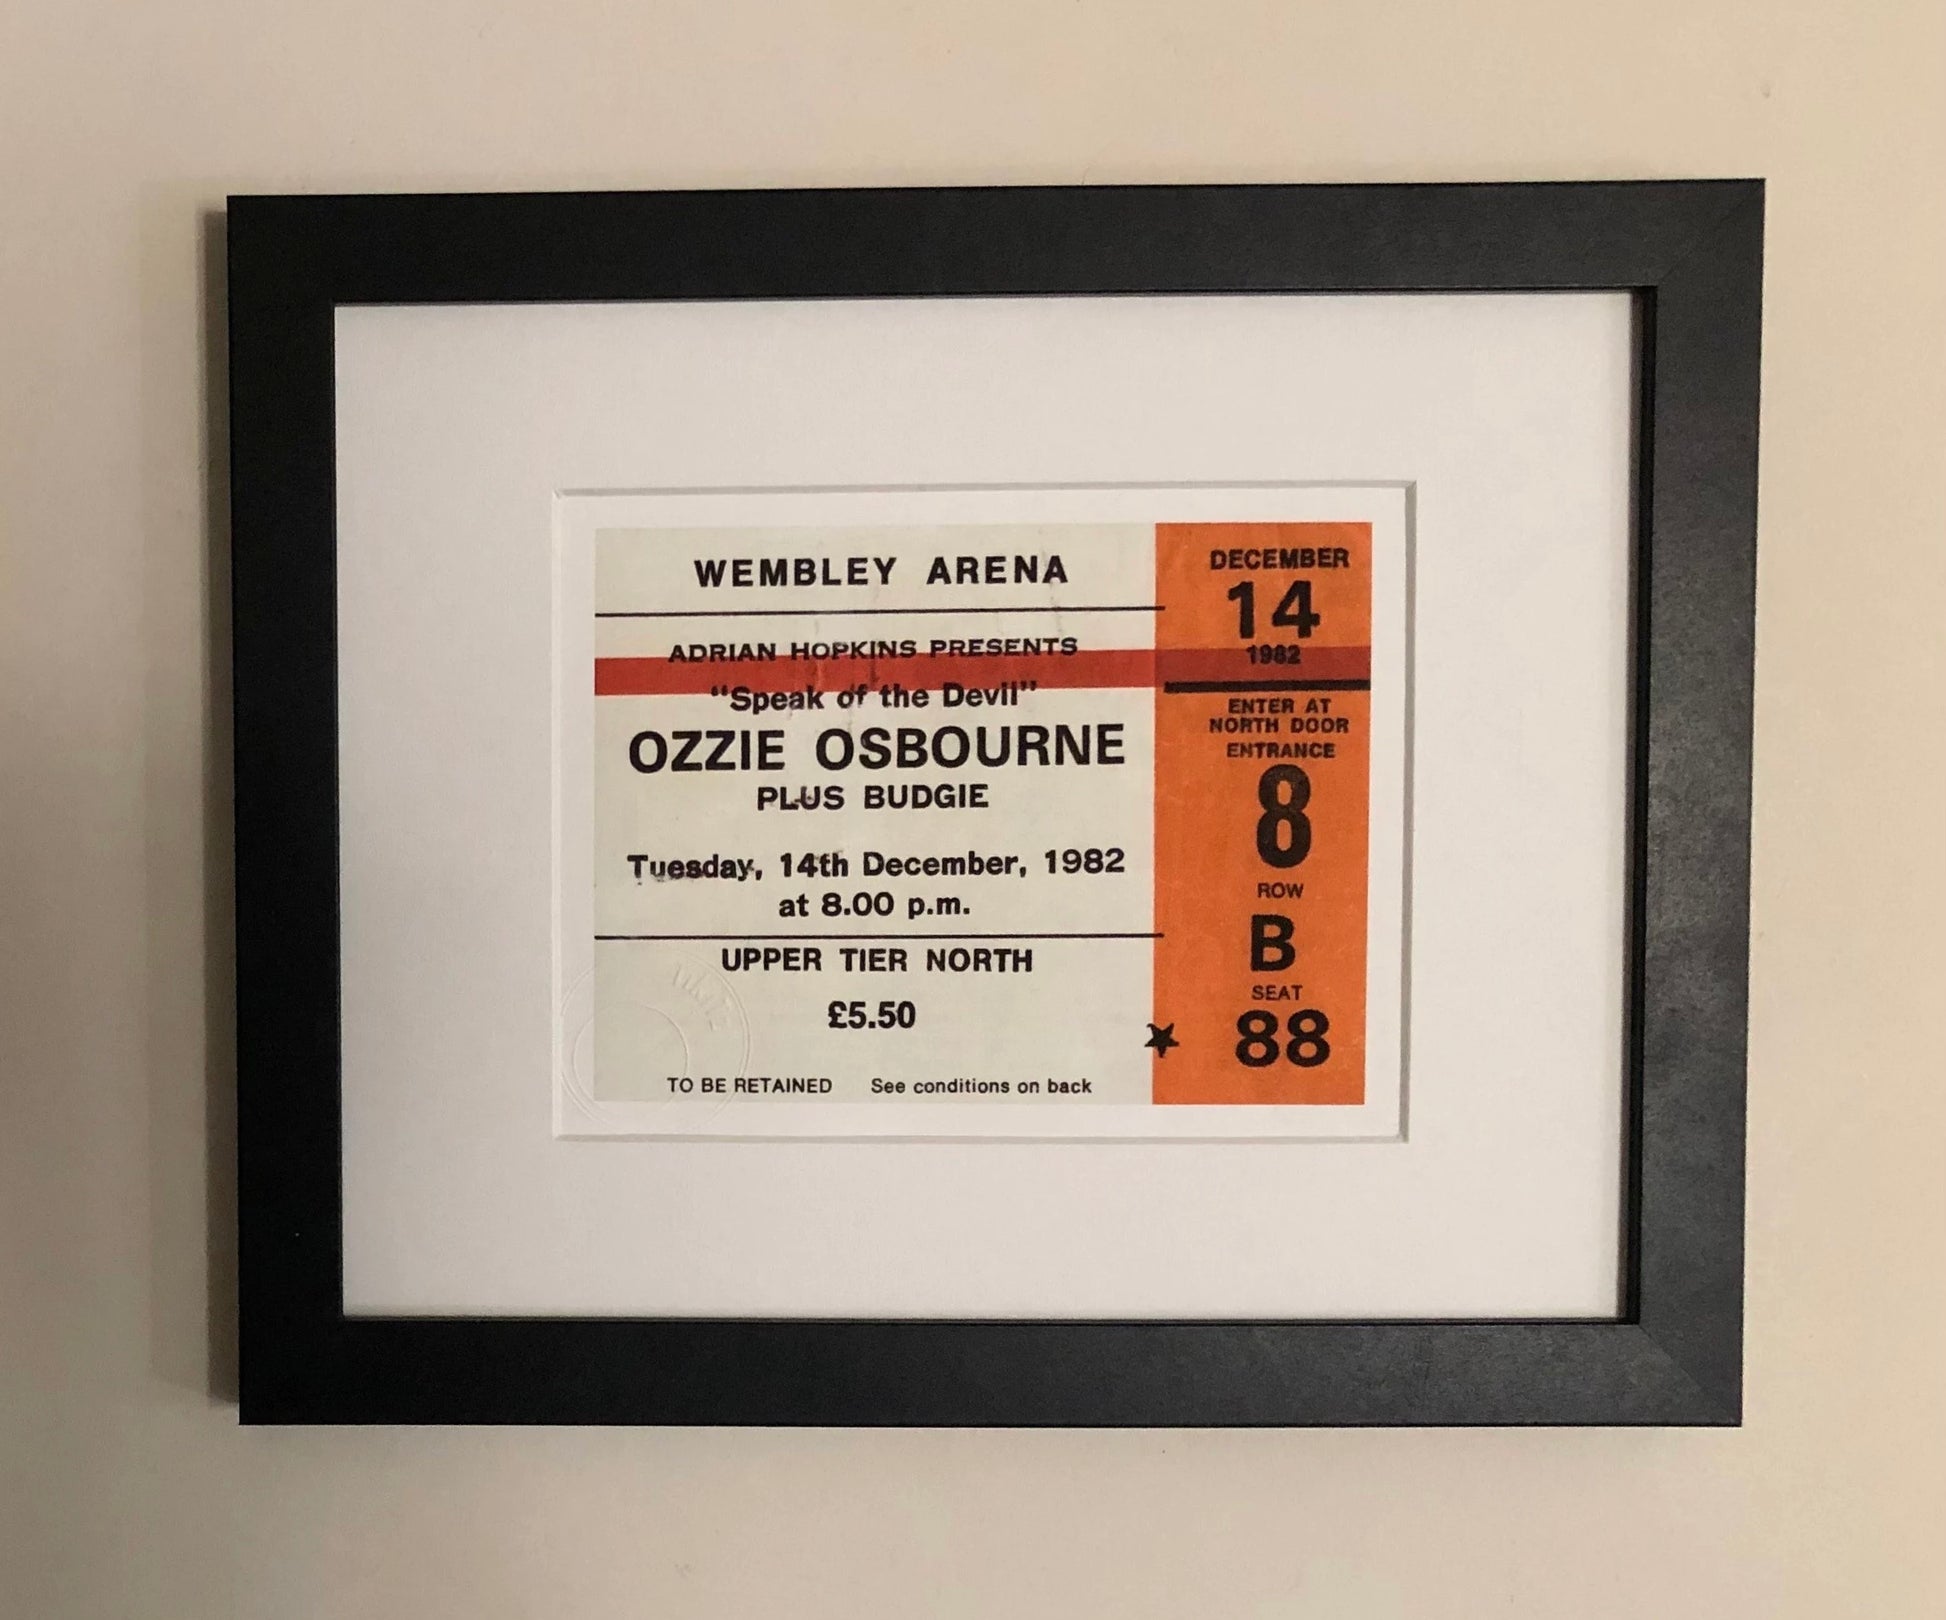 WEMBLEY ARENA
ADRIAN HOPKINS PRESENTS
"Speak of the Devil"
OZZIE OSBOURNE
PLUS BUDGIE
Tuesday, 14th December, 1982
at 8.00 p.m.
UPPER TIER NORTH
£5.50
TO BE RETAINED See conditions on back
DECEMBER
14
1982
ENTER AT
NORTH DOOR
ENTRANCE
8
ROW
B
SEAT
88